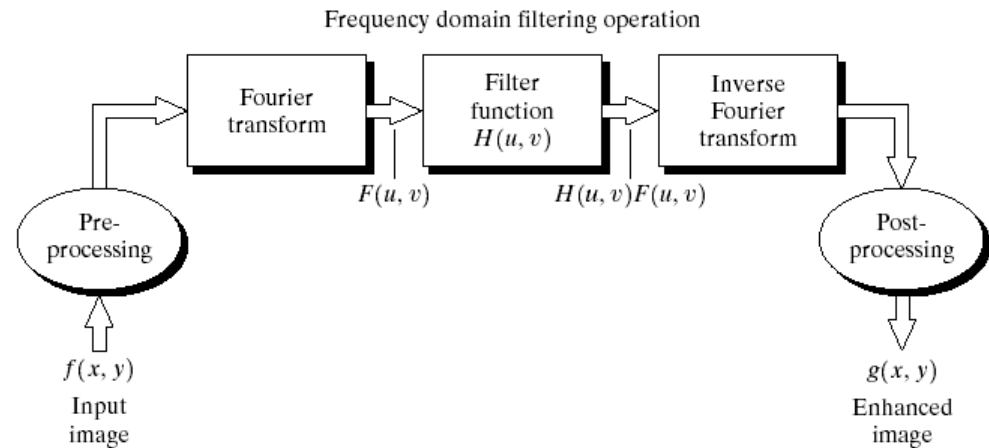 Frequency domain filtering operation
Fourier
transform
Filter
function
H(u, v)
Inverse
Fourier
transform
F(u, v)
H(u, v)F(u, v)
Pre-
processing
Post-
processing
f(x, y)
Input
image
g(x, y)
Enhanced
image